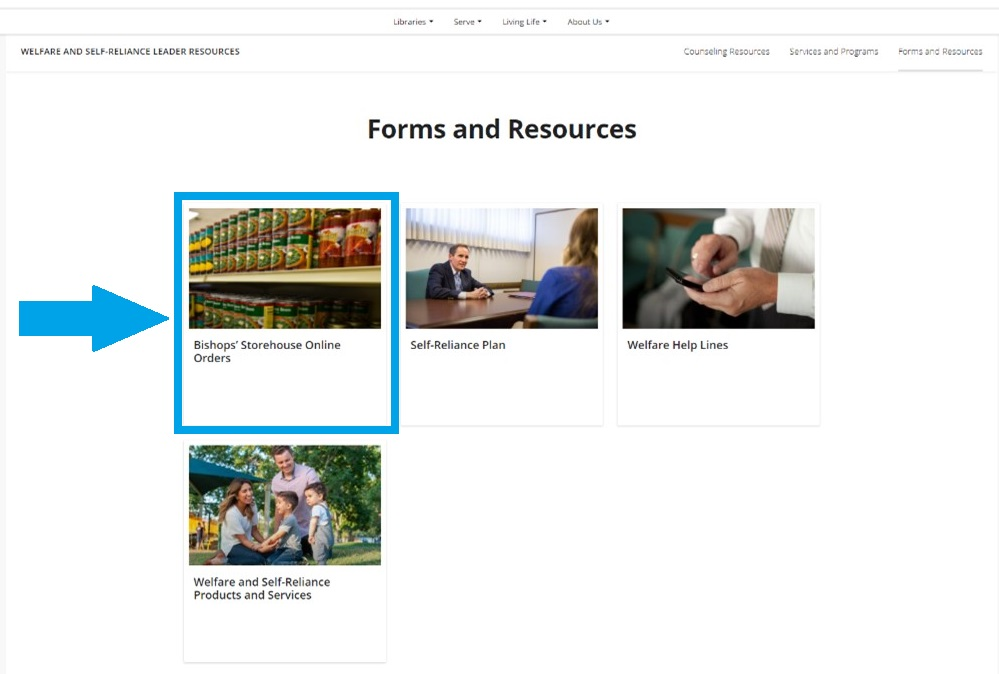 Libraries Serve Living Life About Us
WELFARE AND SELF-RELIANCE LEADER RESOURCES
Counseling Resources Services and Programs Forms and Resources
Forms and Resources
Bishops’ Storehouse Online
Orders
Self-Reliance Plan
Welfare Help Lines
Welfare and Self-Reliance
Products and Services